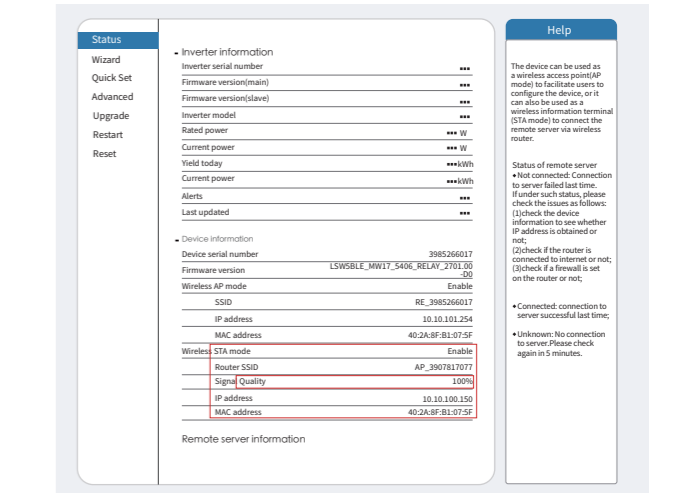 Status
Wizard
Quick Set
Advanced
Upgrade
Restart
Reset
- Inverter information
Inverter serial number ---
Firmware version(main) ---
Firmware version(slave) ---
Inverter model ---
Rated power --- W
Current power --- W
Yield today ---kWh
Current power ---kWh
Alerts ---
Last updated ---
- Device information
Device serial number 3985266017
Firmware version LSW5BLE_MW17_5406_RELAY_2701.00
-D0
Wireless AP mode Enable
SSID RE_3985266017
IP address 10.10.101.254
MAC address 40:2A:8F:B1:07:5F
Wireless STA mode Enable
Router SSID AP_3907817077
Signal Quality 100%
IP address 10.10.100.150
MAC address 40:2A:8F:B1:07:5F
Remote server information
Help
The device can be used as
a wireless access point(AP
mode) to facilitate users to
configure the device, or it
can also be used as a
wireless information terminal
(STA mode) to connect the
remote server via wireless
router.
Status of remote server
◆Not connected: Connection
to server failed last time.
If under such status, please
check the issues as follows:
(1)check the device
information to see whether
IP address is obtained or
not;
(2)check if the router is
connected to internet or not;
(3)check if a firewall is set
on the router or not;
◆Connected: connection to
server successful last time;
◆Unknown: No connection
to server.Please check
again in 5 minutes.